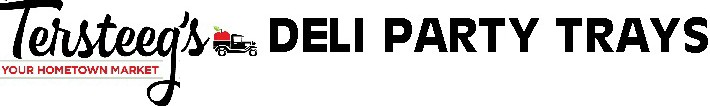 Tersteeg's
YOUR HOMETOWN MARKET
DELI PARTY TRAYS